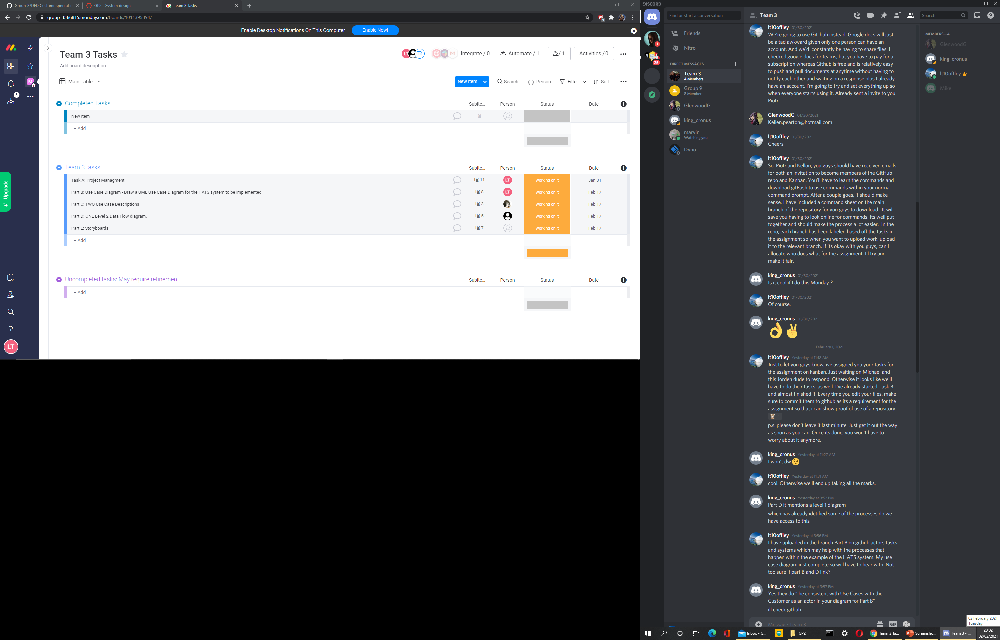 Group-3/DFD Customer.png at m
GP2 - System design
Team 3 Tasks
group-3566815.monday.com/boards/1011395894/
9
Enable Desktop Notifications On This Computer
Enable Now!
M
3
Upgrade
?
LT
Team 3 Tasks
Add board description
LT
M
Integrate / 0
Automate / 1
/ 1
Activities / 0
Main Table
New Item
Search
Person
Filter
Sort
Completed Tasks
Subite...
Person
Status
Date
New Item
+ Add
Team 3 tasks
Subite...
Person
Status
Date
Task A: Project Managment
11
LT
Working on it
Jan 31
Part B: Use Case Diagram - Draw a UML Use Case Diagram for the HATS system to be implemented
8
LT
Working on it
Feb 17
Part C: TWO Use Case Descriptions
3
Working on it
Feb 17
Part D: ONE Level 2 Data Flow diagram.
5
Working on it
Feb 17
Part E: Storyboards
7
Working on it
Feb 17
+ Add
Uncompleted tasks: May require refinement
Subite...
Person
Status
Date
+ Add
DISCORD
1
25
Find or start a conversation
Friends
Nitro
DIRECT MESSAGES
Team 3
4 Members
Group 9
8 Members
GlenwoodG
king_cronus
marvin
Watching you
Dyno
Team 3
Search
lt10offley 01/30/2021
We're going to use Git-hub instead. Google docs will just
be a tad awkward given only one person can have an
account. And we'd constantly be having to share files. I
checked google docs for teams, but you have to pay for a
subscription whereas Github is free and is relatively easy
to push and pull documents at anytime without having to
notify each other and waiting on a response plus I already
have an account. I'm going to try and set everything up so
when everyone starts using it. Already sent a invite to you
Piotr
GlenwoodG 01/30/2021
Kellen.pearton@hotmail.com
lt10offley 01/30/2021
Cheers
lt10offley 01/30/2021
So, Piotr and Kellon, you guys should have received emails
for both an invitation to become members of the GitHub
repo and Kanban. You'll have to learn the commands and
download gitBash to use commands within your normal
command prompt. After a couple goes, it should make
sense. I have included a command sheet on the main
branch of the repository for you guys to download. It will
save you having to look online for commands. Its well put
together and should make the process a lot easier. In the
repo, each branch has been labeled based off the tasks in
the assignment so when you want to upload work, upload
it to the relevant branch. If its okay with you guys, can I
allocate who does what for the assignment. Ill try and
make it fair.
king_cronus 01/30/2021
Is it cool if I do this Monday ?
lt10offley 01/30/2021
Of course.
king_cronus 01/30/2021
👌✌
February 1, 2021
lt10offley Yesterday at 11:18 AM
Just to let you guys know, ive assigned you your tasks for
the assignment on kanban. Just waiting on MIchael and
this Jorden dude to respond. Otherwise it looks like we'll
have to do their tasks as well. I've already started Task B
and almost finished it. Every time you edit your files, make
sure to commit them to github as its a requirement for the
assignment so that i can show proof of use of a repository .
1
p.s. please don't leave it last minute. Just get it out the way
as soon as you can. Once its done, you won't have to
worry about it anymore.
king_cronus Yesterday at 11:27 AM
I won't dw 😉
lt10offley Yesterday at 11:31 AM
cool. Otherwise we'll end up taking all the marks.
king_cronus Yesterday at 3:52 PM
Part D it mentions a level 1 diagram
which has already idetified some of the processes do we
have access to this
lt10offley Yesterday at 3:56 PM
I have uploaded in the branch Part B on github actors tasks
and systems which may help with the processes that
happen within the example of the HATS system. My use
case diagram inst complete so will have to bear with. Not
too sure if part B and D link?
king_cronus Yesterday at 3:57 PM
Yes they do " be consistent with Use Cases with the
Customer as an actor in your diagram for Part B"
ill check github
Message Team 3
GIF
MEMBERS—4
GlenwoodG
king_cronus
lt10offley
Mike
02 February 2021
Tuesday
Inbox - G...
GP2
Team 3 Ta...
Screensho...
Team 3 - ...
20:02
02/02/2021